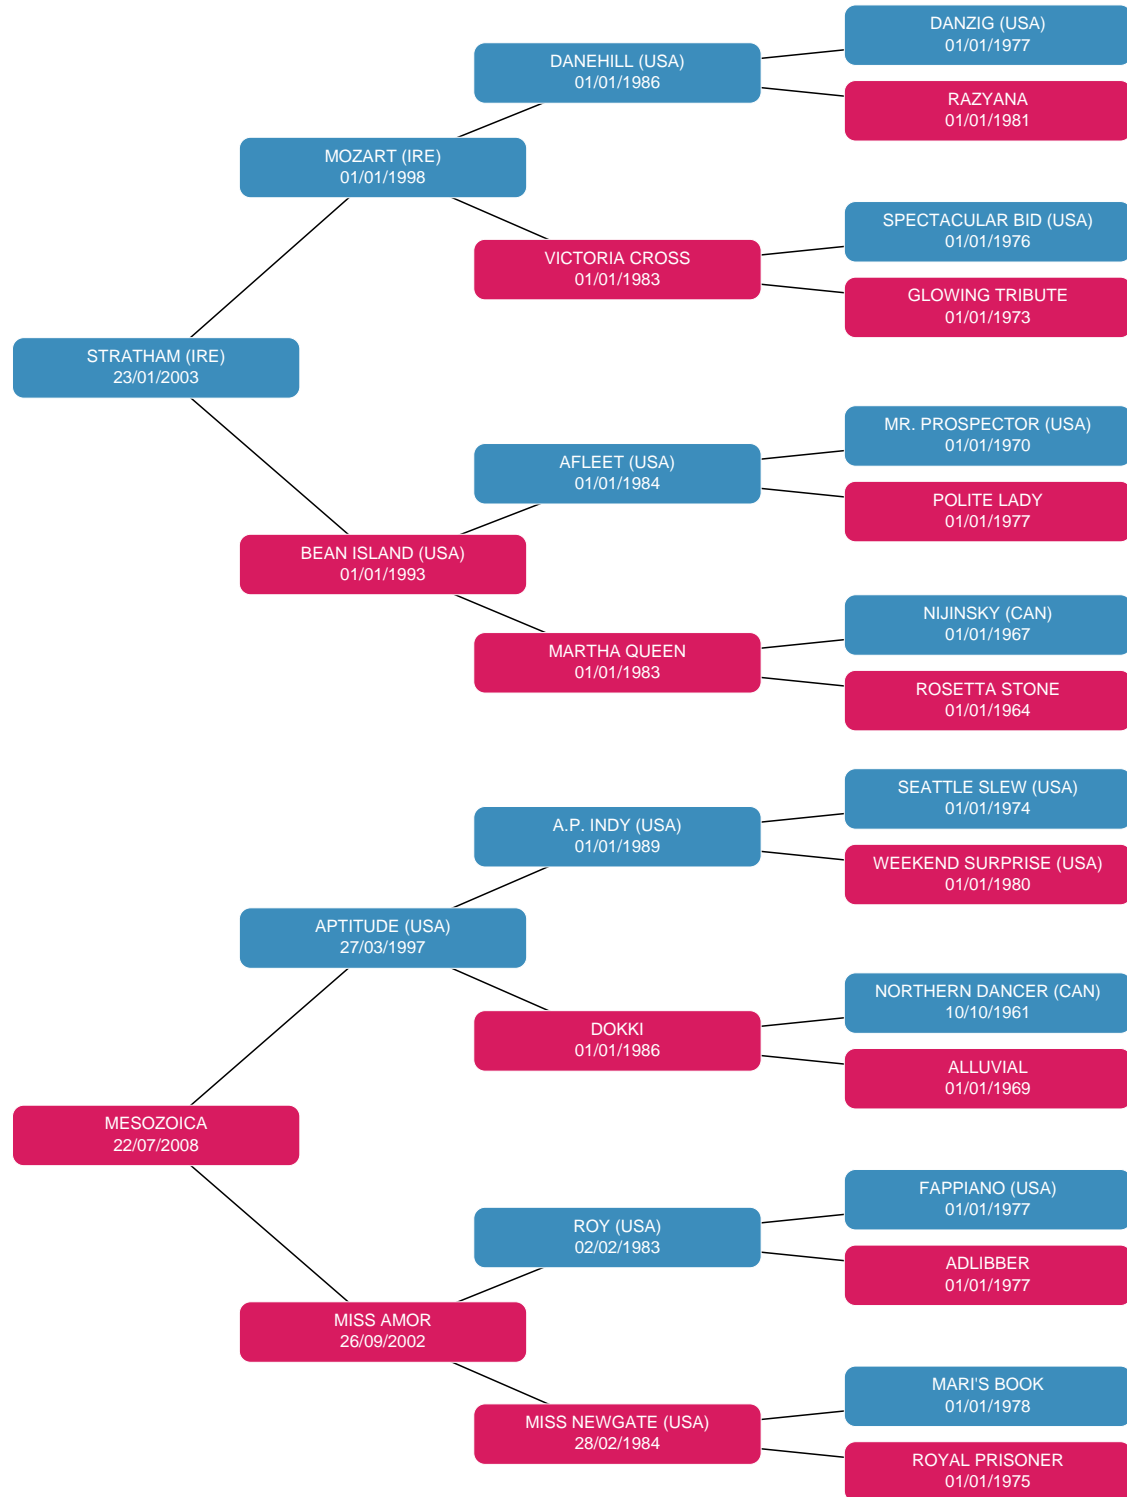 DANZIG (USA)
01/01/1977
DANEHILL (USA)
01/01/1986
RAZYANA
01/01/1981
MOZART (IRE)
01/01/1998
SPECTACULAR BID (USA)
01/01/1976
VICTORIA CROSS
01/01/1983
GLOWING TRIBUTE
01/01/1973
STRATHAM (IRE)
23/01/2003
MR. PROSPECTOR (USA)
01/01/1970
AFLEET (USA)
01/01/1984
POLITE LADY
01/01/1977
BEAN ISLAND (USA)
01/01/1993
NIJINSKY (CAN)
01/01/1967
MARTHA QUEEN
01/01/1983
ROSETTA STONE
01/01/1964
SEATTLE SLEW (USA)
01/01/1974
A.P. INDY (USA)
01/01/1989
WEEKEND SURPRISE (USA)
01/01/1980
APTITUDE (USA)
27/03/1997
NORTHERN DANCER (CAN)
10/10/1961
DOKKI
01/01/1986
ALLUVIAL
01/01/1969
MESOZOICA
22/07/2008
FAPPIANO (USA)
01/01/1977
ROY (USA)
02/02/1983
ADLIBBER
01/01/1977
MISS AMOR
26/09/2002
MARI'S BOOK
01/01/1978
MISS NEWGATE (USA)
28/02/1984
ROYAL PRISONER
01/01/1975